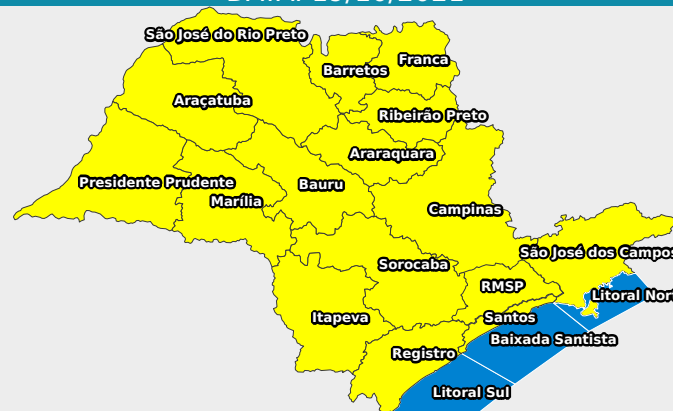 São José do Rio Preto
Franca
Barretos
Araçatuba
Ribeirão Preto
Araraquara
Presidente Prudente
Bauru
Marília
Campinas
São José dos Campos
Sorocaba
RMSP
Litoral Nor
Itapeva
Santos
Baixada Santista
Registro
Litoral Sul